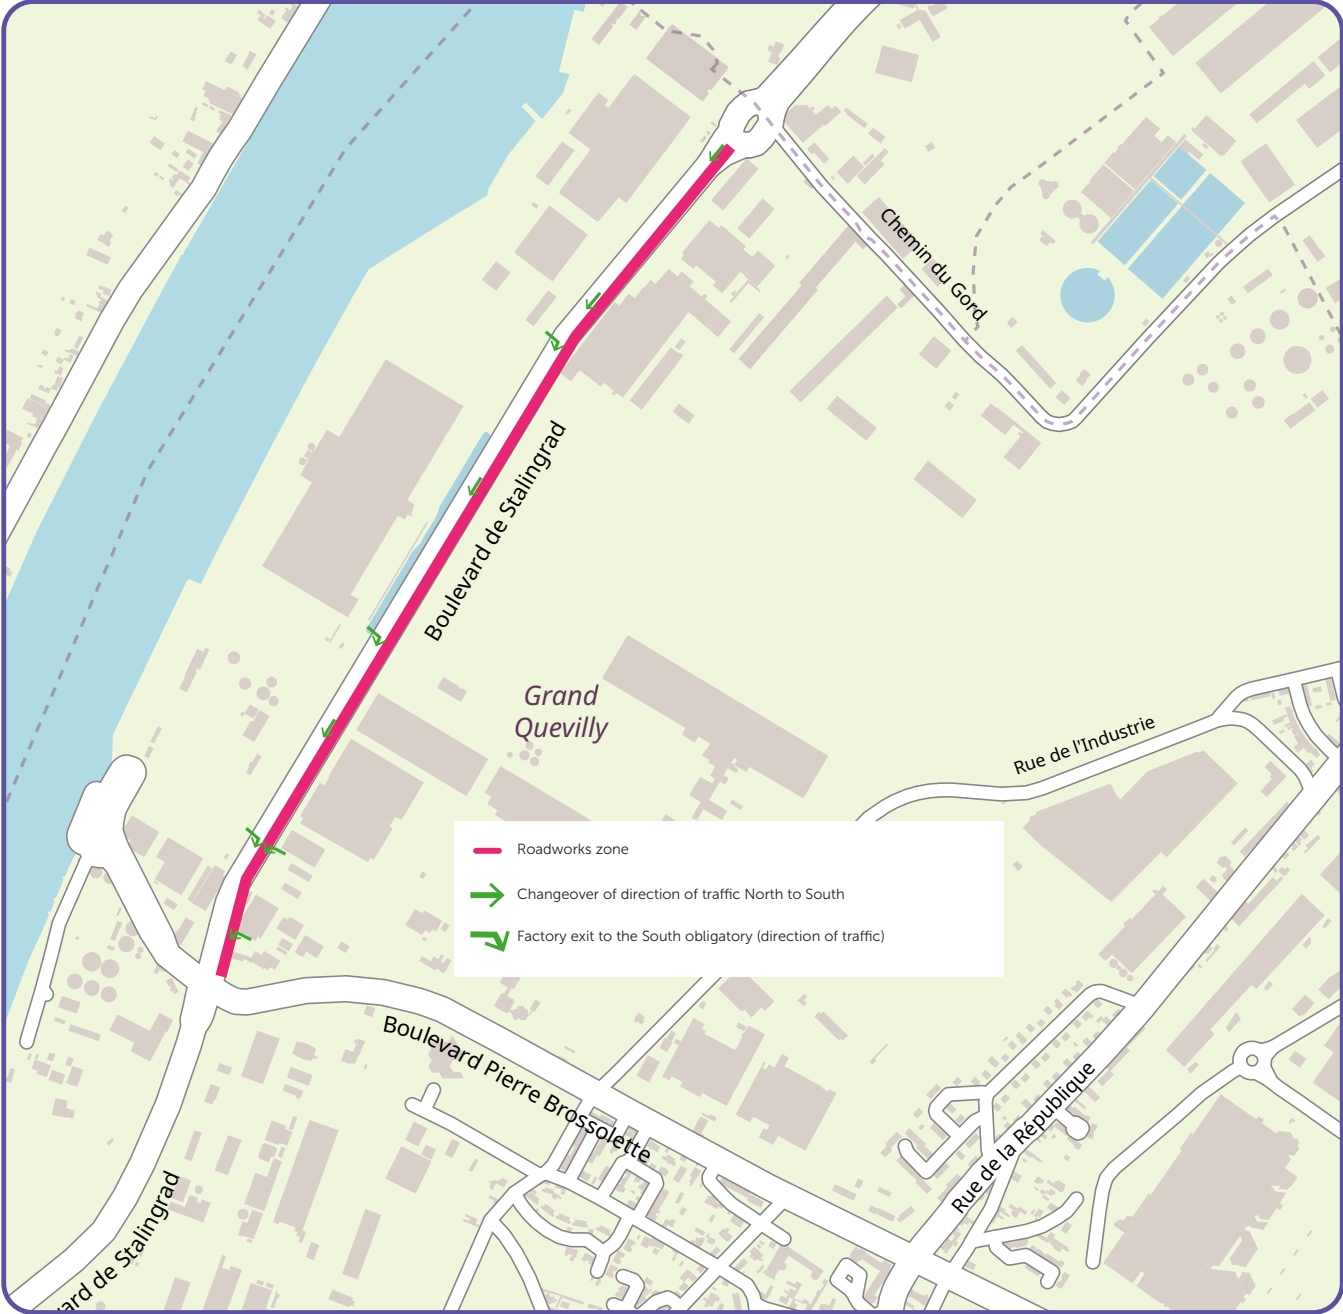 Chemin du Gord
Boulevard de Stalingrad
Grand
Quevilly
Rue de l'Industrie
Roadworks zone
Changeover of direction of traffic North to South
Factory exit to the South obligatory (direction of traffic)
Boulevard Pierre Brossolette
Rue de la République
ard de Stalingrad